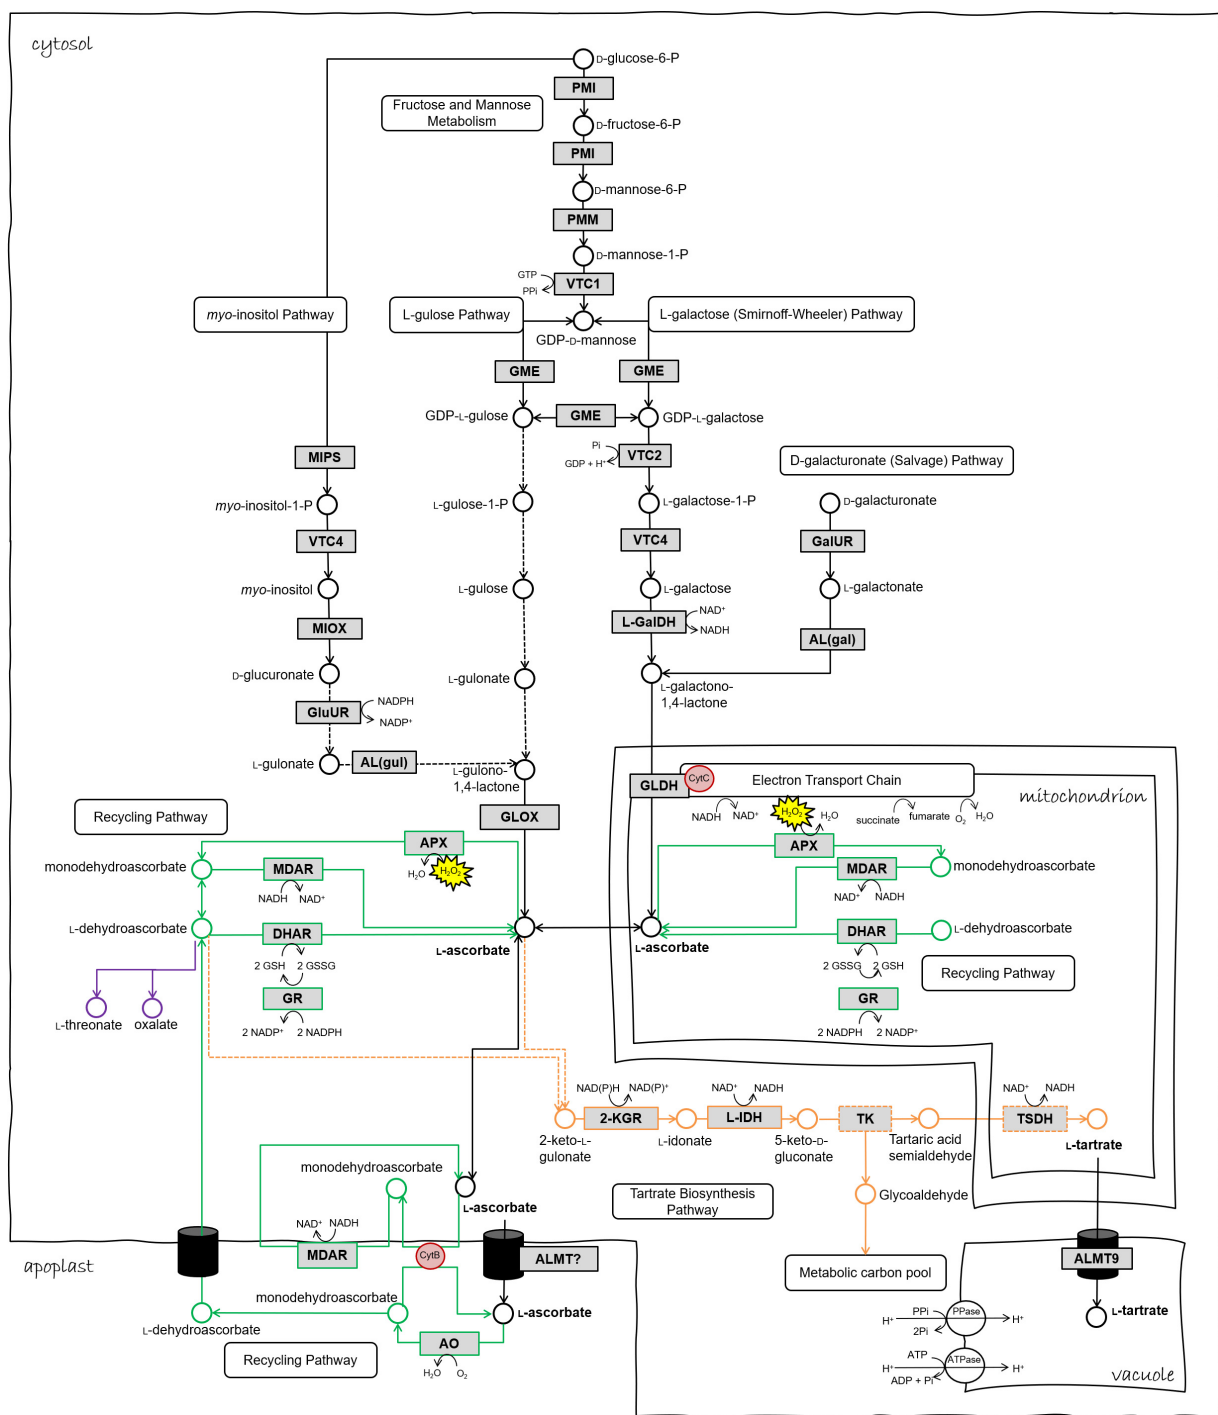 cytosol
D-glucose-6-P
PMI
Fructose and Mannose
Metabolism
D-fructose-6-P
PMI
D-mannose-6-P
PMM
D-mannose-1-P
GTP
VTC1
PPi
myo-inositol Pathway
L-gulose Pathway
L-galactose (Smirnoff-Wheeler) Pathway
GDP-D-mannose
GME
GME
GDP-L-gulose
GME
GDP-L-galactose
Pi
VTC2
GDP + H⁺
MIPS
D-galacturonate (Salvage) Pathway
myo-inositol-1-P
L-gulose-1-P
L-galactose-1-P
D-galacturonate
VTC4
VTC4
GalUR
myo-inositol
L-gulose
L-galactose
L-galactonate
MIOX
L-GalDH
NAD⁺
NADH
AL(gal)
D-glucuronate
L-gulonate
L-galactono-
1,4-lactone
GluUR
NADPH
NADP⁺
L-gulonate
AL(gul)
L-gulono-
1,4-lactone
GLDH
CytC
Electron Transport Chain
mitochondrion
Recycling Pathway
GLOX
NADH
NAD⁺
H₂O₂
H₂O
succinate
fumarate
O₂
H₂O
APX
H₂O
H₂O₂
APX
monodehydroascorbate
MDAR
NADH
NAD⁺
MDAR
NAD⁺
NADH
monodehydroascorbate
L-dehydroascorbate
DHAR
L-ascorbate
L-ascorbate
DHAR
L-dehydroascorbate
2 GSH
2 GSSG
2 GSSG
2 GSH
Recycling Pathway
GR
GR
L-threonate
oxalate
2 NADP⁺
2 NADPH
2 NADPH
2 NADP⁺
NAD(P)H
NAD(P)⁺
NAD⁺
NADH
NAD⁺
NADH
2-KGR
L-IDH
TK
TSDH
2-keto-L-
gulonate
L-idonate
5-keto-D-
gluconate
Tartaric acid
semialdehyde
L-tartrate
monodehydroascorbate
L-ascorbate
Tartrate Biosynthesis
Pathway
Glycoaldehyde
NAD⁺
NADH
MDAR
CytB
ALMT?
apoplast
Metabolic carbon pool
ALMT9
monodehydroascorbate
L-ascorbate
L-dehydroascorbate
L-tartrate
AO
H₂O
O₂
Recycling Pathway
PPi
PPase
H⁺
H⁺
2Pi
ATP
ATPase
H⁺
H⁺
ADP + Pi
vacuole